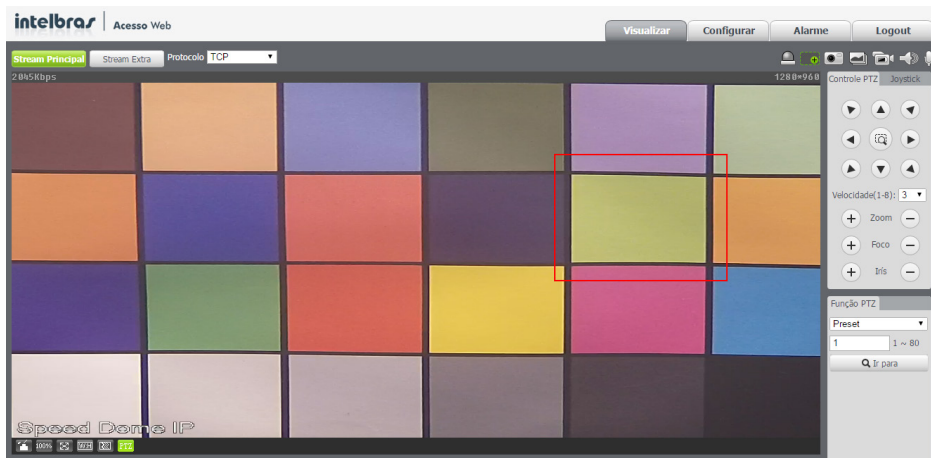 intelbras Acesso Web
Visualizar Configurar Alarme Logout
Stream Principal Stream Extra Protocolo TCP
2045Kbps 1280*960
Controle PTZ Joystick
Velocidade(1-8): 3
+ Zoom −
+ Foco −
+ Iris −
Função PTZ
Preset
1 1 ~ 80
Ir para
Speed Dome IP
100% W:H PTZ